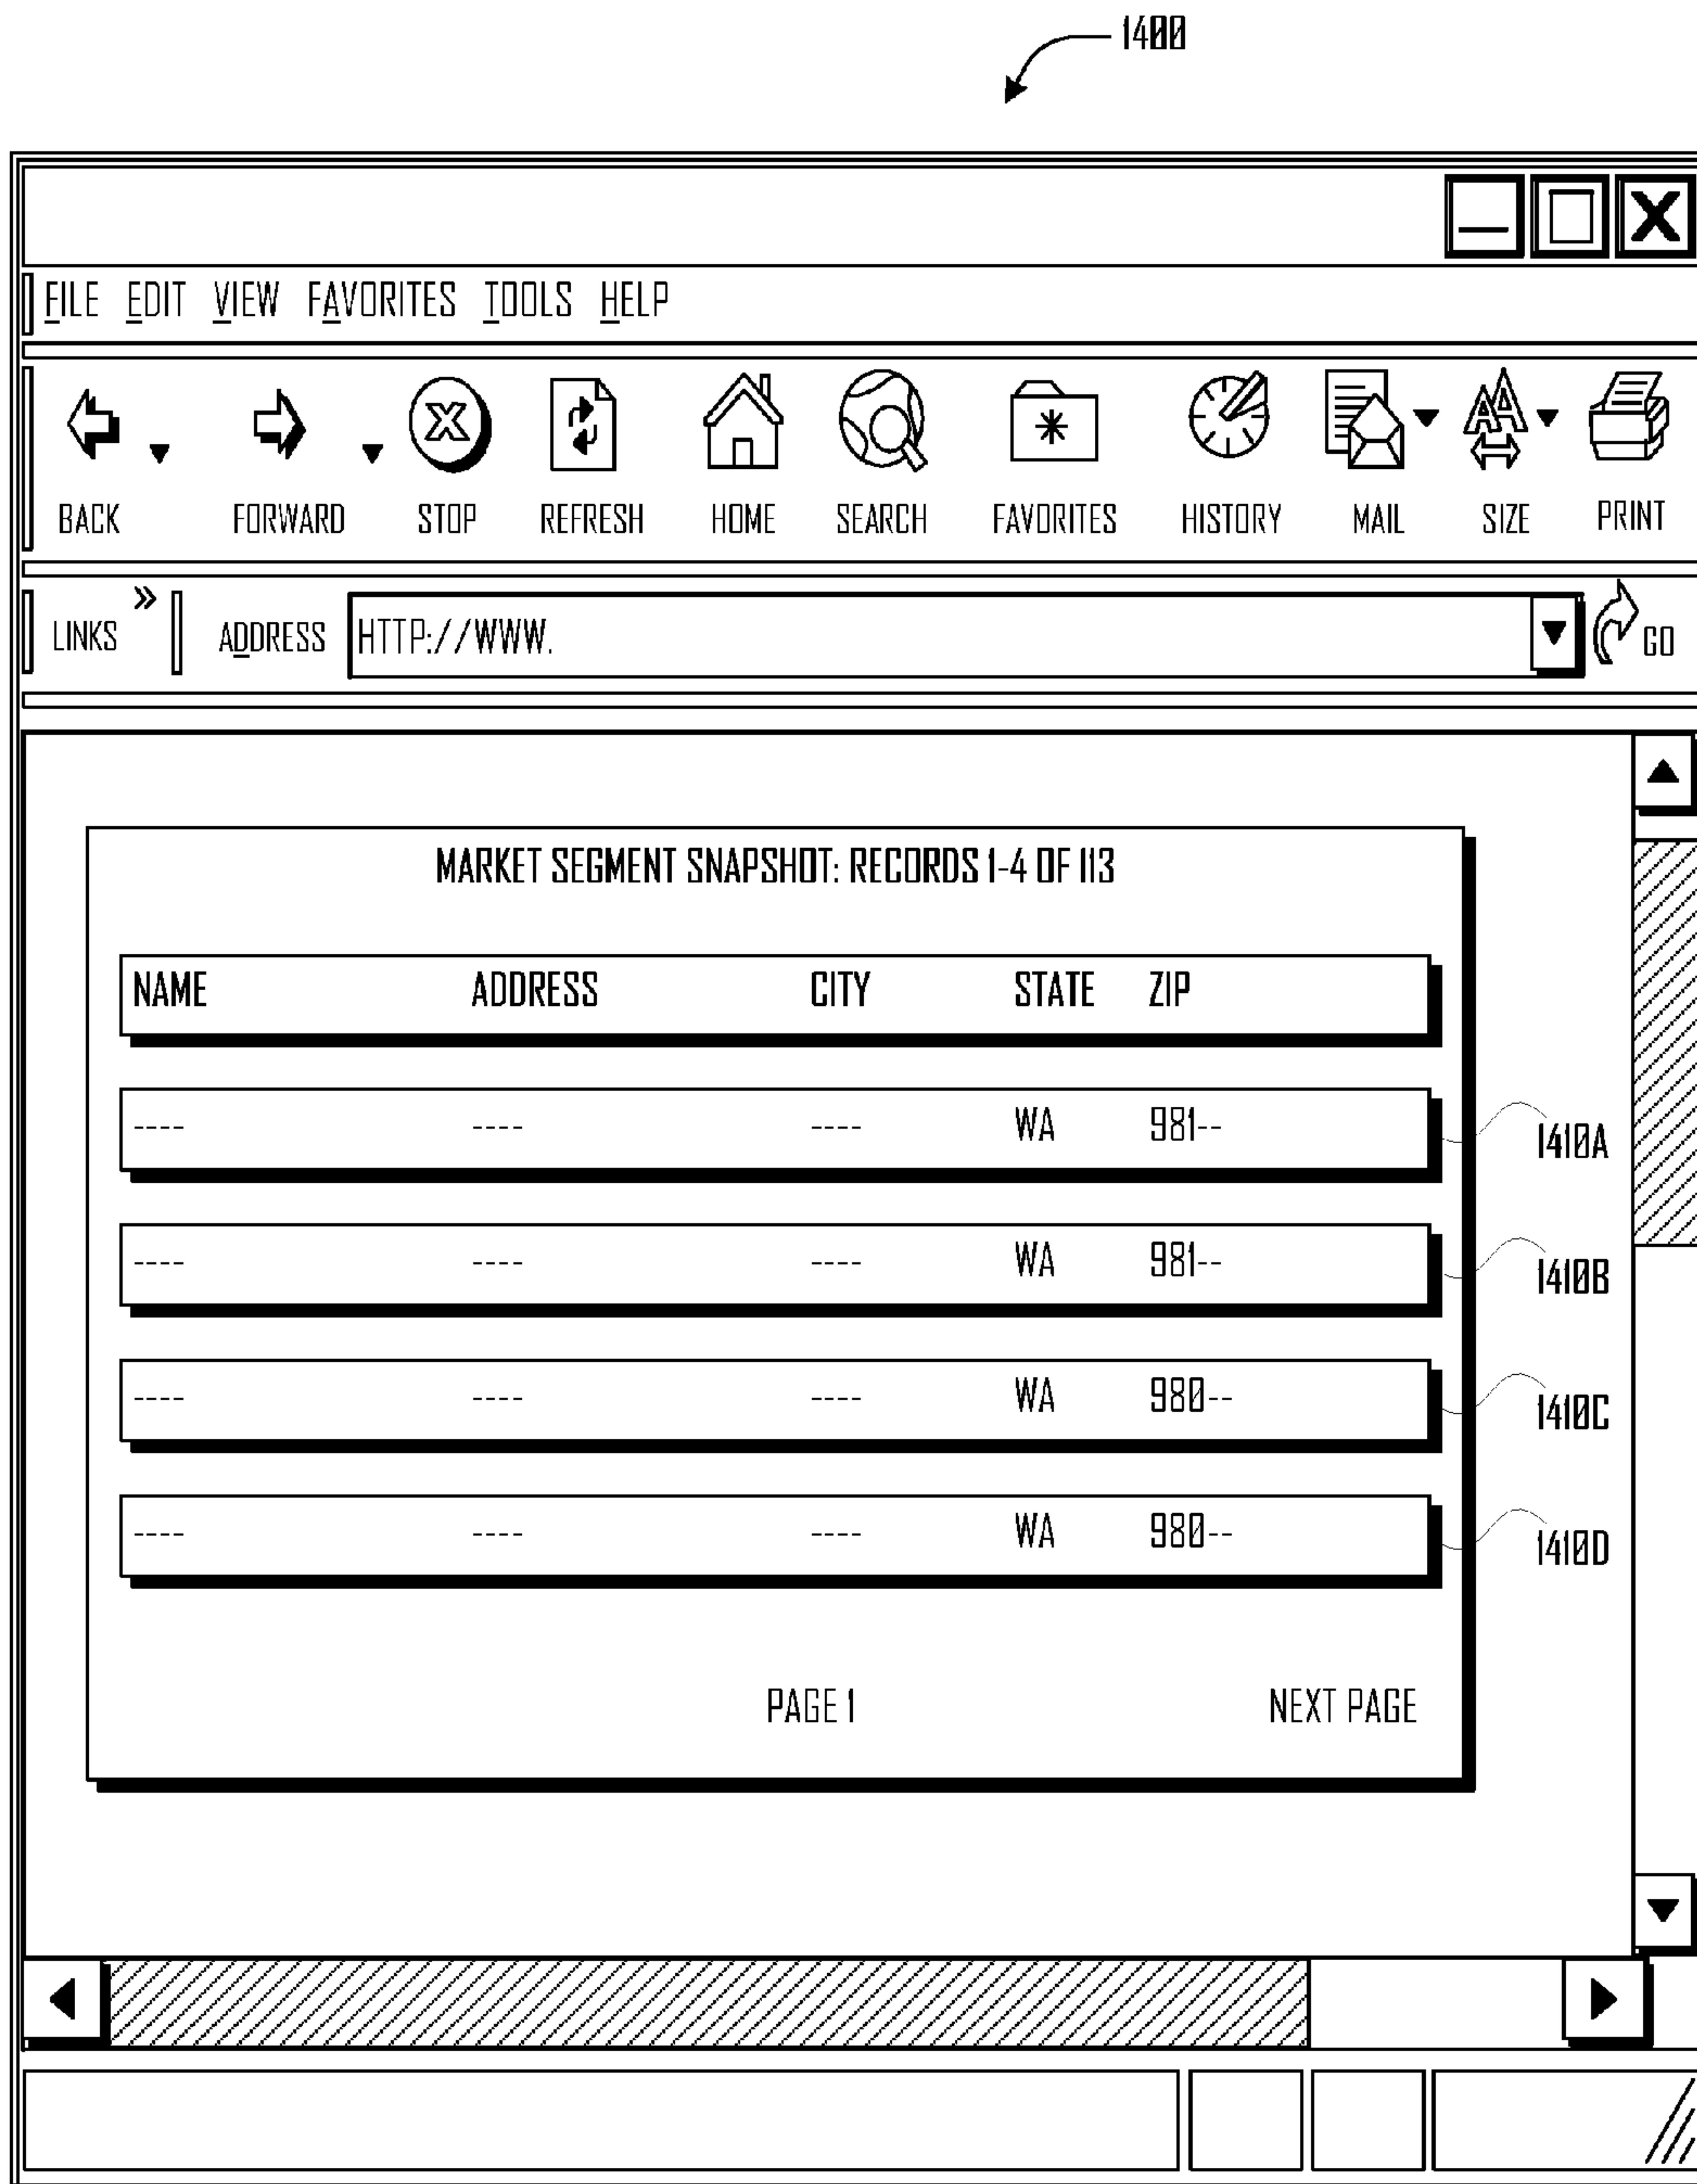 1400
FILE EDIT VIEW FAVORITES TOOLS HELP
BACK FORWARD STOP REFRESH HOME SEARCH FAVORITES HISTORY MAIL SIZE PRINT
LINKS » ADDRESS HTTP://WWW. GO
MARKET SEGMENT SNAPSHOT: RECORDS 1-4 OF 113
NAME ADDRESS CITY STATE ZIP
---- ---- ---- WA 981-- 1410A
---- ---- ---- WA 981-- 1410B
---- ---- ---- WA 980-- 1410C
---- ---- ---- WA 980-- 1410D
PAGE 1 NEXT PAGE